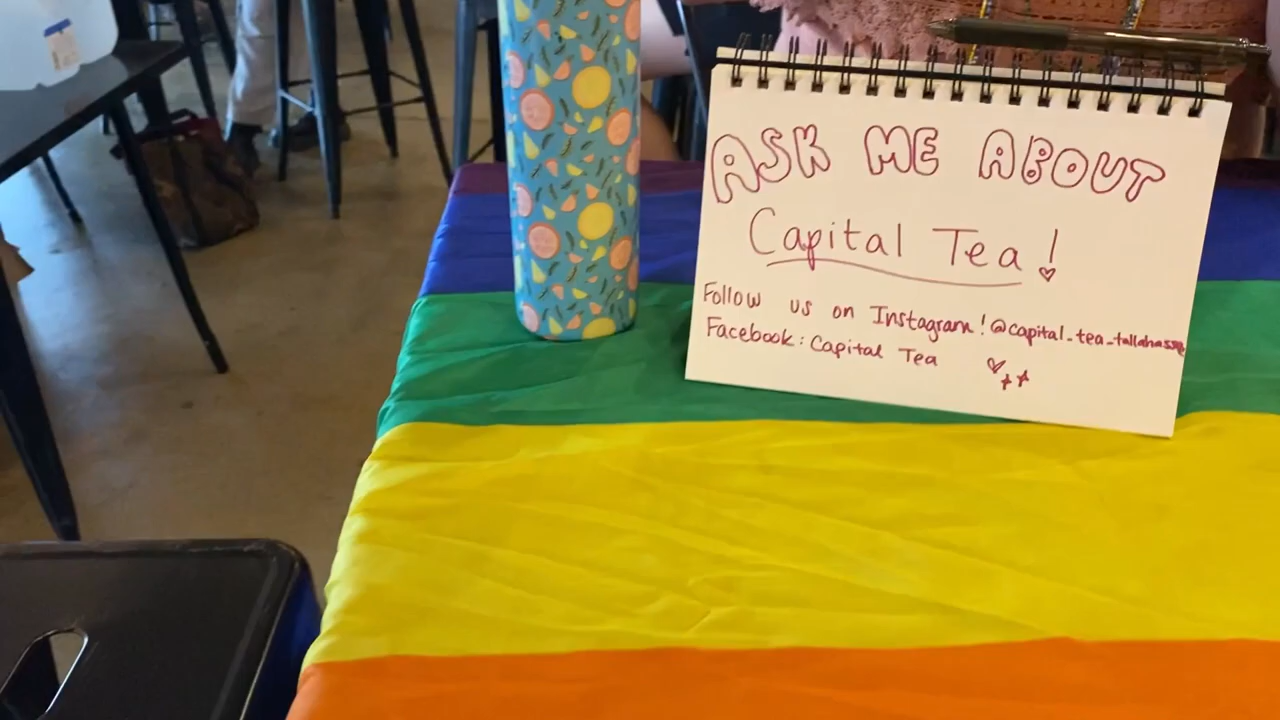 ASK ME ABOUT
Capital Tea!
Follow us on Instagram! @capital_tea_tallahassee
Facebook: Capital Tea